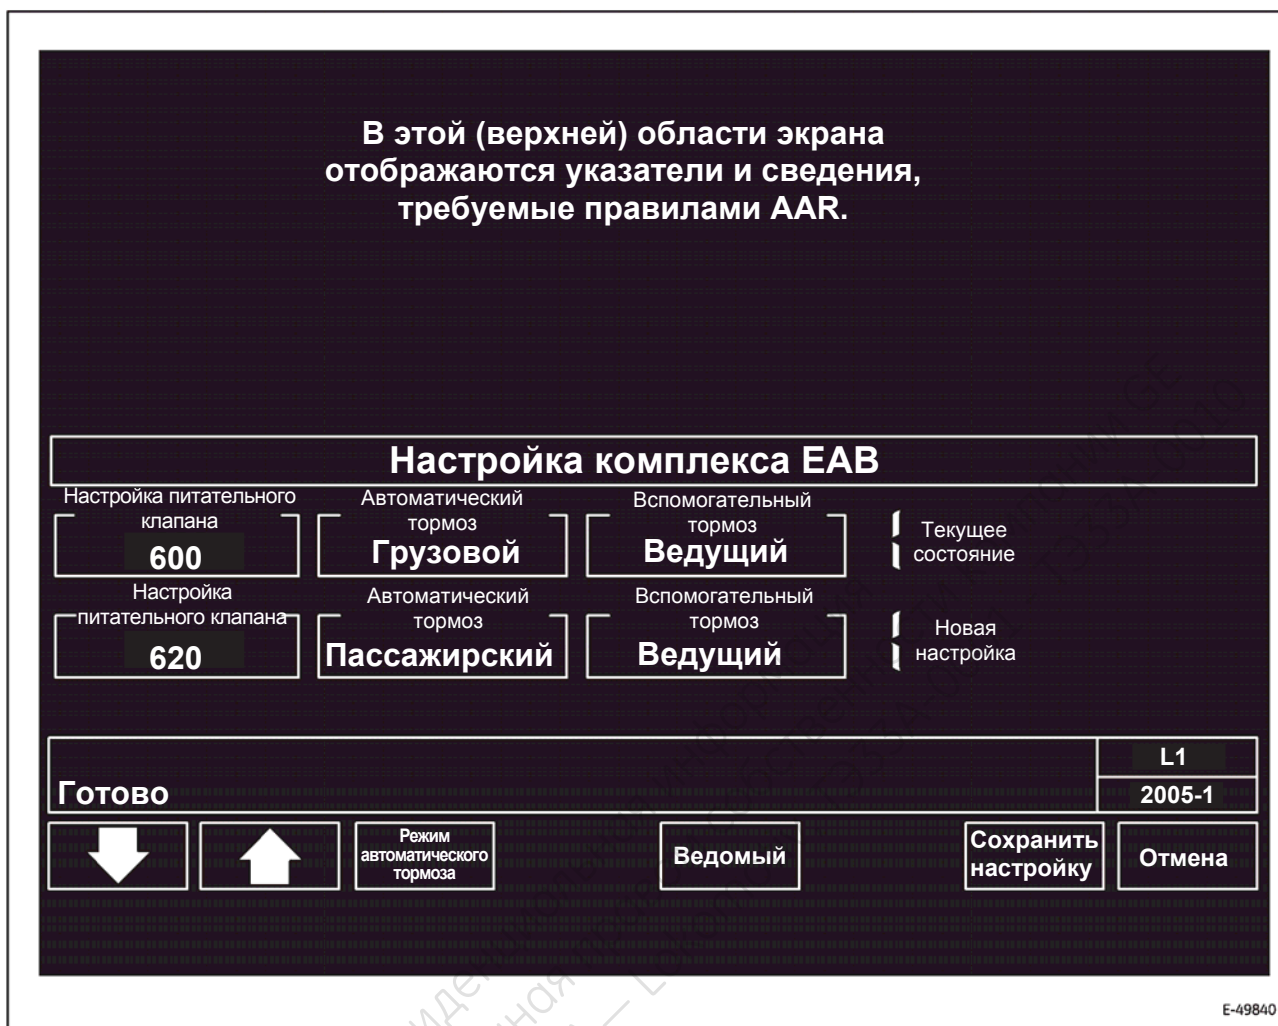 В этой (верхней) области экрана
отображаются указатели и сведения,
требуемые правилами AAR.
Настройка комплекса EAB
Настройка питательного
клапана
600
Автоматический
тормоз
Грузовой
Вспомогательный
тормоз
Ведущий
Текущее
состояние
Настройка
питательного клапана
620
Автоматический
тормоз
Пассажирский
Вспомогательный
тормоз
Ведущий
Новая
настройка
Готово
L1
2005-1
Режим
автоматического
тормоза
Ведомый
Сохранить
настройку
Отмена
E-49840